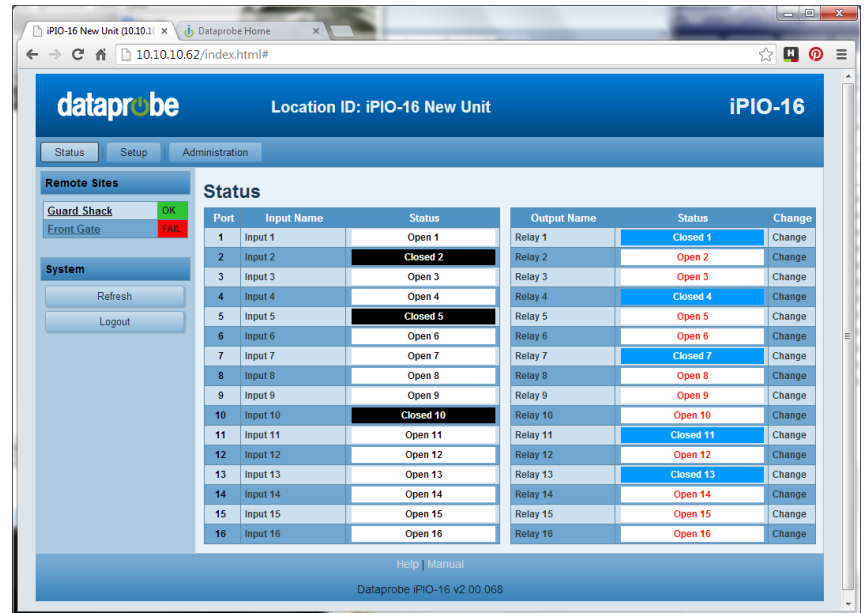 iPIO-16 New Unit (10.10.1
Dataprobe Home
10.10.10.62/index.html#
dataprobe
Location ID: iPIO-16 New Unit
iPIO-16
Status
Setup
Administration
Remote Sites
Guard Shack OK
Front Gate FAIL
System
Refresh
Logout
Status
Port Input Name Status Output Name Status Change
1 Input 1 Open 1 Relay 1 Closed 1 Change
2 Input 2 Closed 2 Relay 2 Open 2 Change
3 Input 3 Open 3 Relay 3 Open 3 Change
4 Input 4 Open 4 Relay 4 Closed 4 Change
5 Input 5 Closed 5 Relay 5 Open 5 Change
6 Input 6 Open 6 Relay 6 Open 6 Change
7 Input 7 Open 7 Relay 7 Closed 7 Change
8 Input 8 Open 8 Relay 8 Open 8 Change
9 Input 9 Open 9 Relay 9 Open 9 Change
10 Input 10 Closed 10 Relay 10 Open 10 Change
11 Input 11 Open 11 Relay 11 Closed 11 Change
12 Input 12 Open 12 Relay 12 Open 12 Change
13 Input 13 Open 13 Relay 13 Closed 13 Change
14 Input 14 Open 14 Relay 14 Open 14 Change
15 Input 15 Open 15 Relay 15 Open 15 Change
16 Input 16 Open 16 Relay 16 Open 16 Change
Help | Manual
Dataprobe iPIO-16 v2.00.068